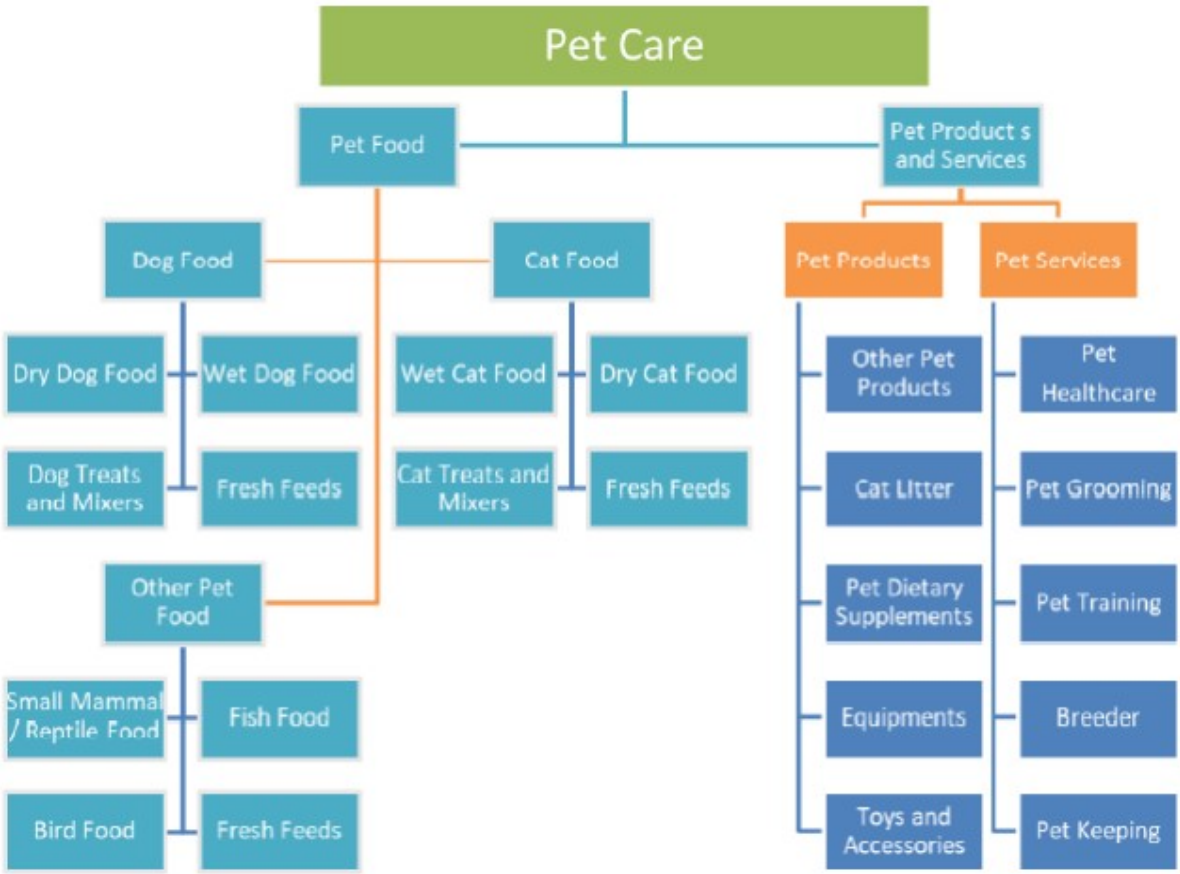 Pet Care
Pet Food
Pet Product s
and Services
Dog Food
Cat Food
Pet Products
Pet Services
Dry Dog Food
Wet Dog Food
Wet Cat Food
Dry Cat Food
Other Pet
Products
Pet
Healthcare
Dog Treats
and Mixers
Fresh Feeds
Cat Treats and
Mixers
Fresh Feeds
Cat Litter
Pet Grooming
Other Pet
Food
Pet Dietary
Supplements
Pet Training
Small Mammal
/ Reptile Food
Fish Food
Equipments
Breeder
Bird Food
Fresh Feeds
Toys and
Accessories
Pet Keeping